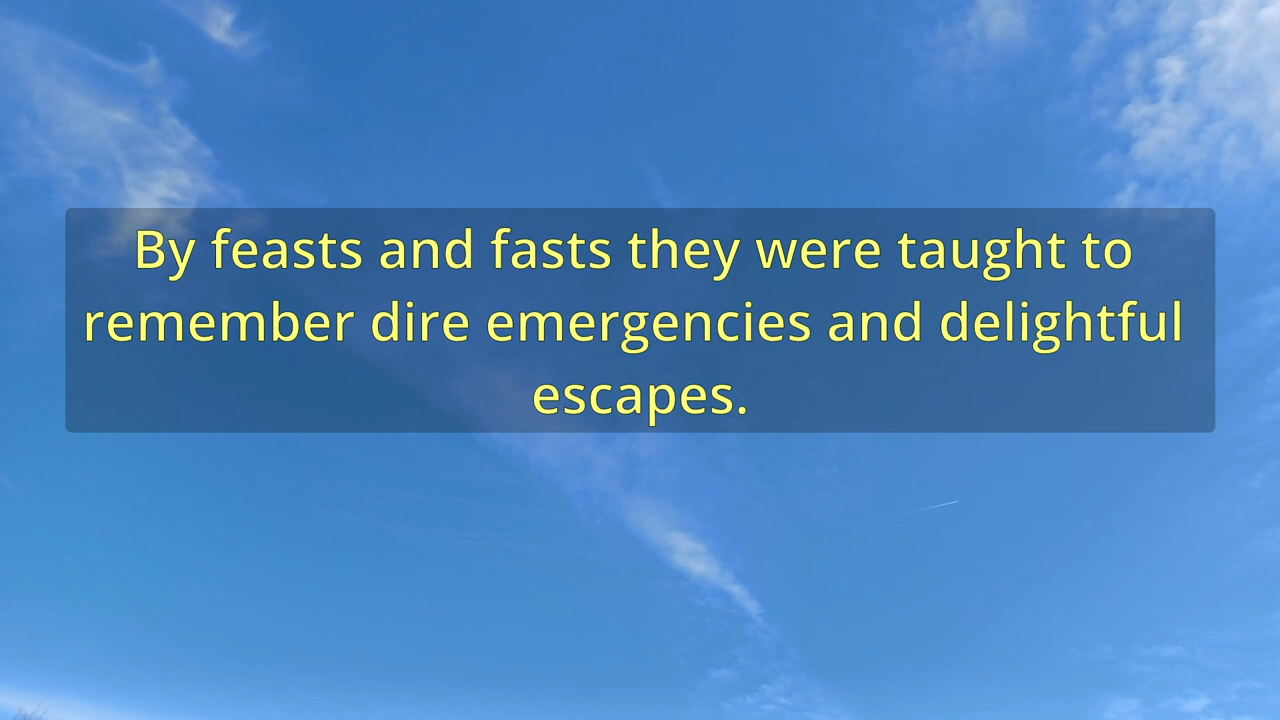 By feasts and fasts they were taught to
remember dire emergencies and delightful
escapes.